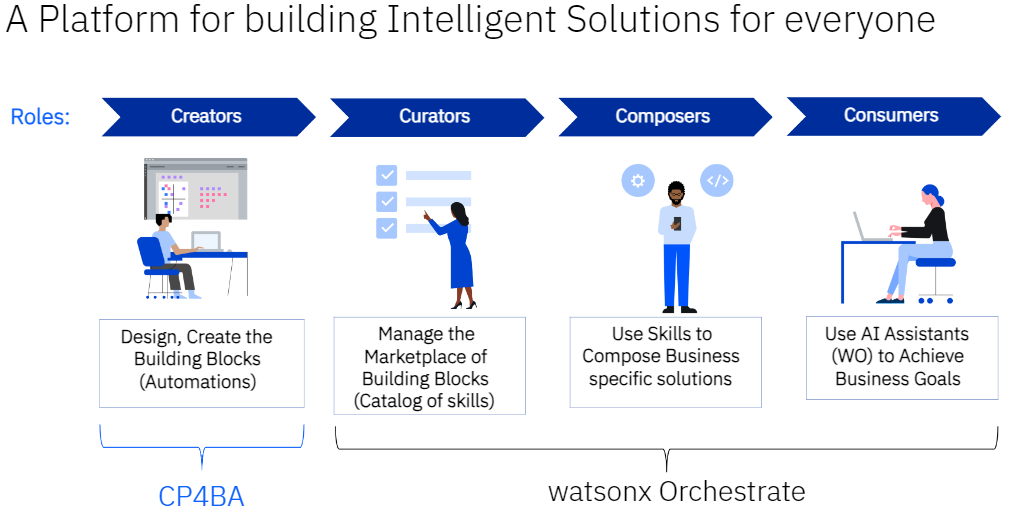 A Platform for building Intelligent Solutions for everyone
Roles:
Creators
Curators
Composers
Consumers
</>
Design, Create the
Building Blocks
(Automations)
Manage the
Marketplace of
Building Blocks
(Catalog of skills)
Use Skills to
Compose Business
specific solutions
Use AI Assistants
(WO) to Achieve
Business Goals
CP4BA
watsonx Orchestrate